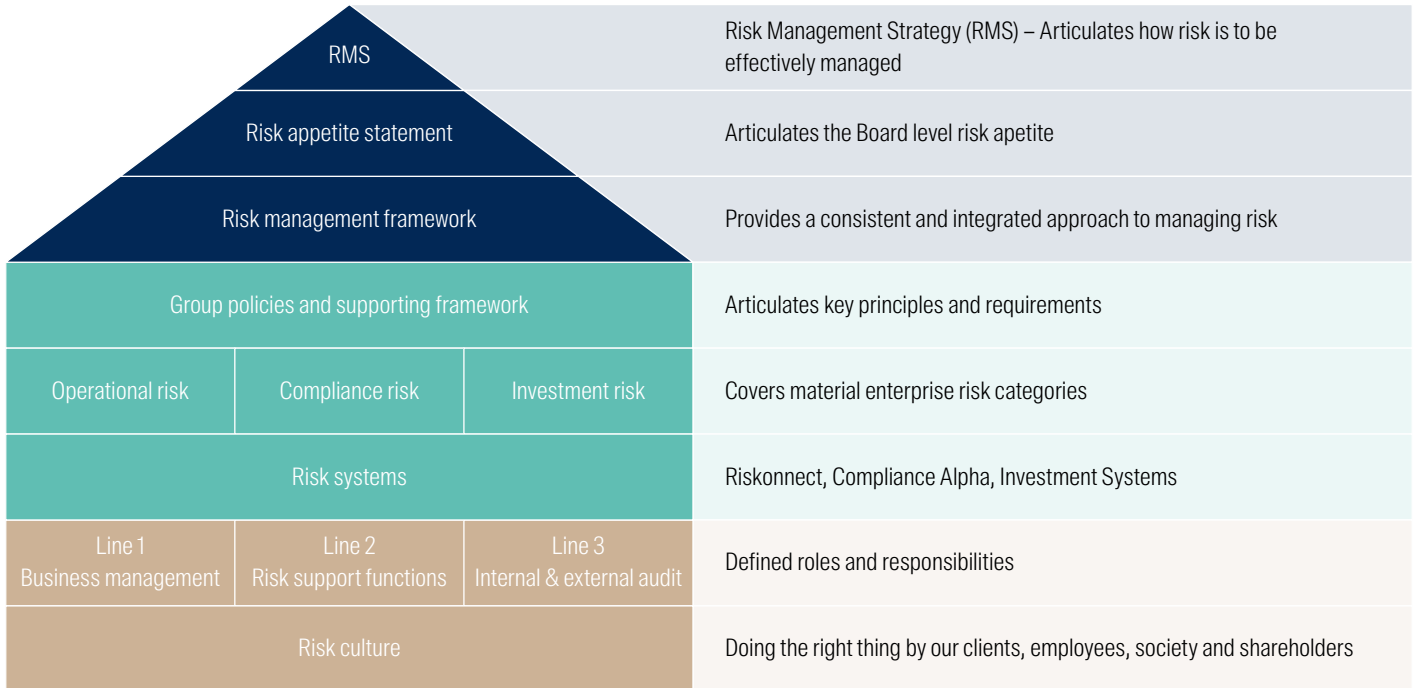 RMS
Risk Management Strategy (RMS) – Articulates how risk is to be
effectively managed
Risk appetite statement
Articulates the Board level risk apetite
Risk management framework
Provides a consistent and integrated approach to managing risk
Group policies and supporting framework
Articulates key principles and requirements
Operational risk
Compliance risk
Investment risk
Covers material enterprise risk categories
Risk systems
Riskonnect, Compliance Alpha, Investment Systems
Line 1
Business management
Line 2
Risk support functions
Line 3
Internal & external audit
Defined roles and responsibilities
Risk culture
Doing the right thing by our clients, employees, society and shareholders